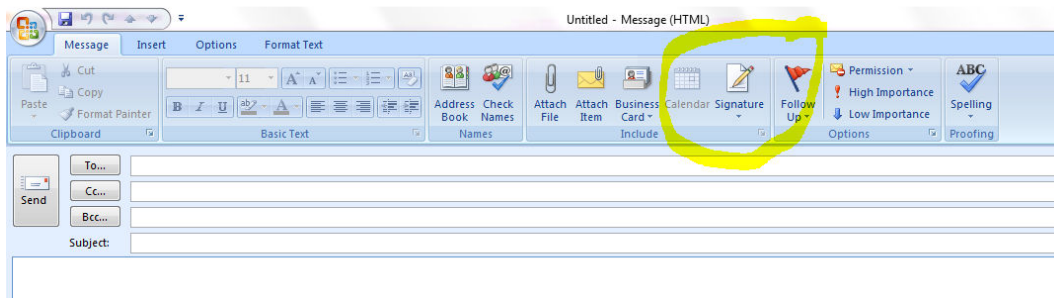 Untitled - Message (HTML)
Message Insert Options Format Text
Paste
Cut
Copy
Format Painter
Clipboard
11
B I U
Basic Text
Address Book
Check Names
Names
Attach File
Attach Item
Business Card
Calendar
Signature
Include
Follow Up
Permission
High Importance
Low Importance
Options
ABC
Spelling
Proofing
Send
To...
Cc...
Bcc...
Subject: